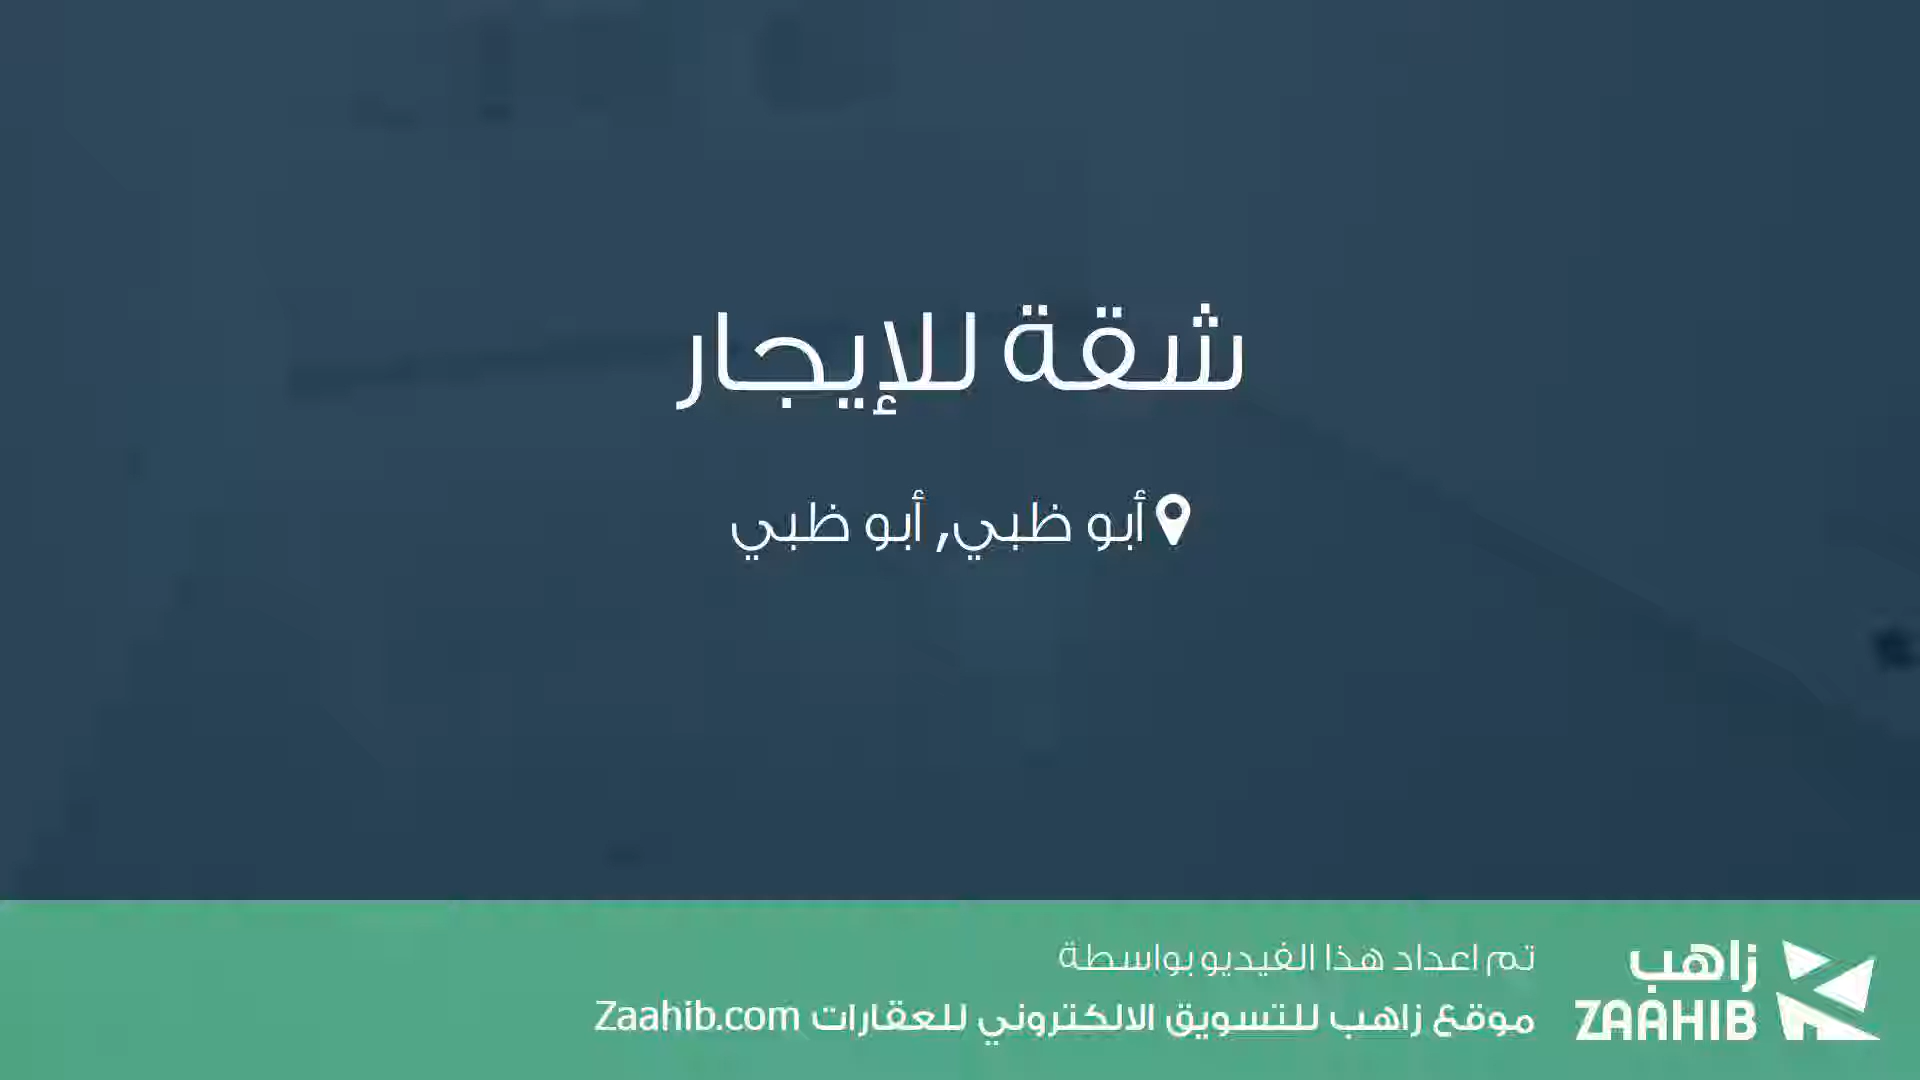 شقة للإيجار
أبو ظبي, أبو ظبي
تم اعداد هذا الفيديو بواسطة
موقع زاهب للتسويق الالكتروني للعقارات Zaahib.com
زاهب
ZAAHIB